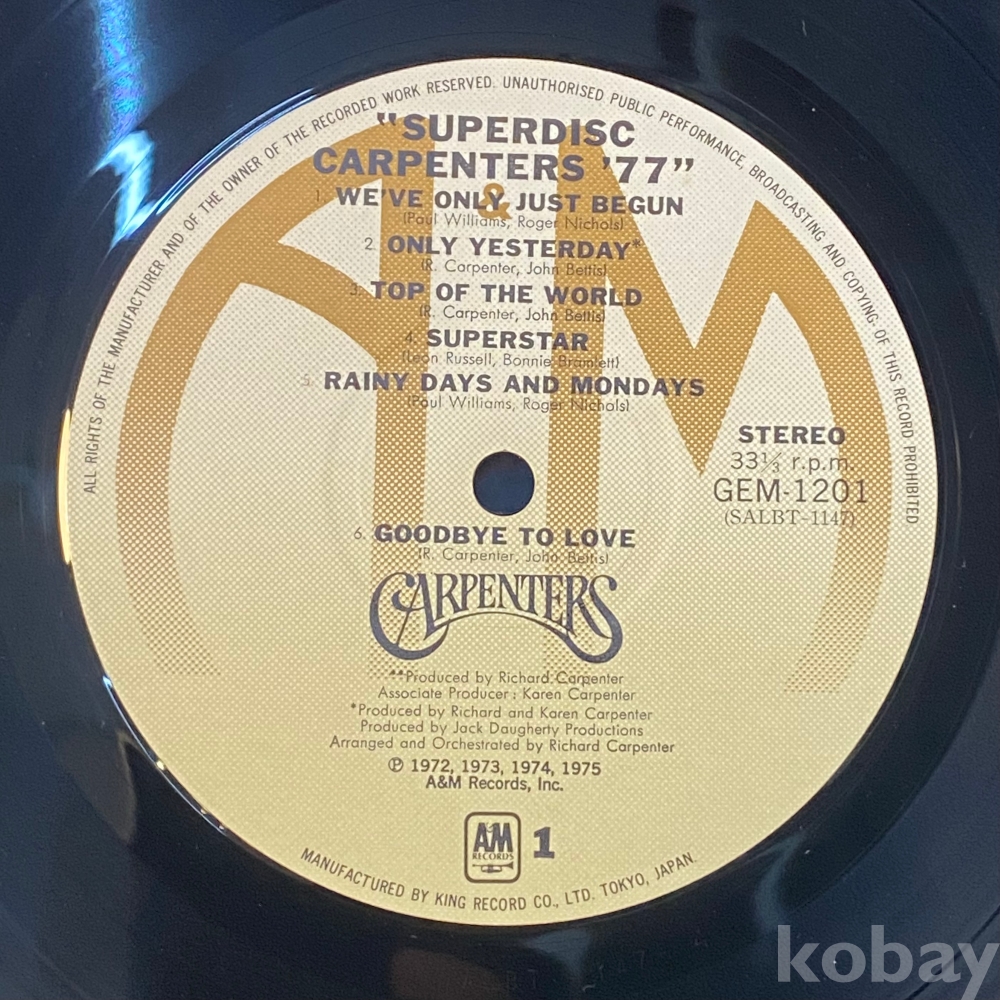 ALL RIGHTS OF THE MANUFACTURER AND OF THE OWNER OF THE RECORDED WORK RESERVED. UNAUTHORISED PUBLIC PERFORMANCE, BROADCASTING AND COPYING OF THIS RECORD PROHIBITED
"SUPERDISC
CARPENTERS '77"
&
1. WE'VE ONLY JUST BEGUN
(Paul Williams, Roger Nichols)
2. ONLY YESTERDAY*
(R. Carpenter, John Bettis)
3. TOP OF THE WORLD
(R. Carpenter, John Bettis)
4. SUPERSTAR
(Leon Russell, Bonnie Bramlett)
5. RAINY DAYS AND MONDAYS
(Paul Williams, Roger Nichols)
STEREO
33⅓ r.p.m.
GEM-1201
(SALBT-1147)
6. GOODBYE TO LOVE
(R. Carpenter, John Bettis)
CARPENTERS
**Produced by Richard Carpenter
Associate Producer : Karen Carpenter
*Produced by Richard and Karen Carpenter
Produced by Jack Daugherty Productions
Arranged and Orchestrated by Richard Carpenter
℗ 1972, 1973, 1974, 1975
A&M Records, Inc.
A&M
RECORDS
1
MANUFACTURED BY KING RECORD CO., LTD. TOKYO, JAPAN.
kobay